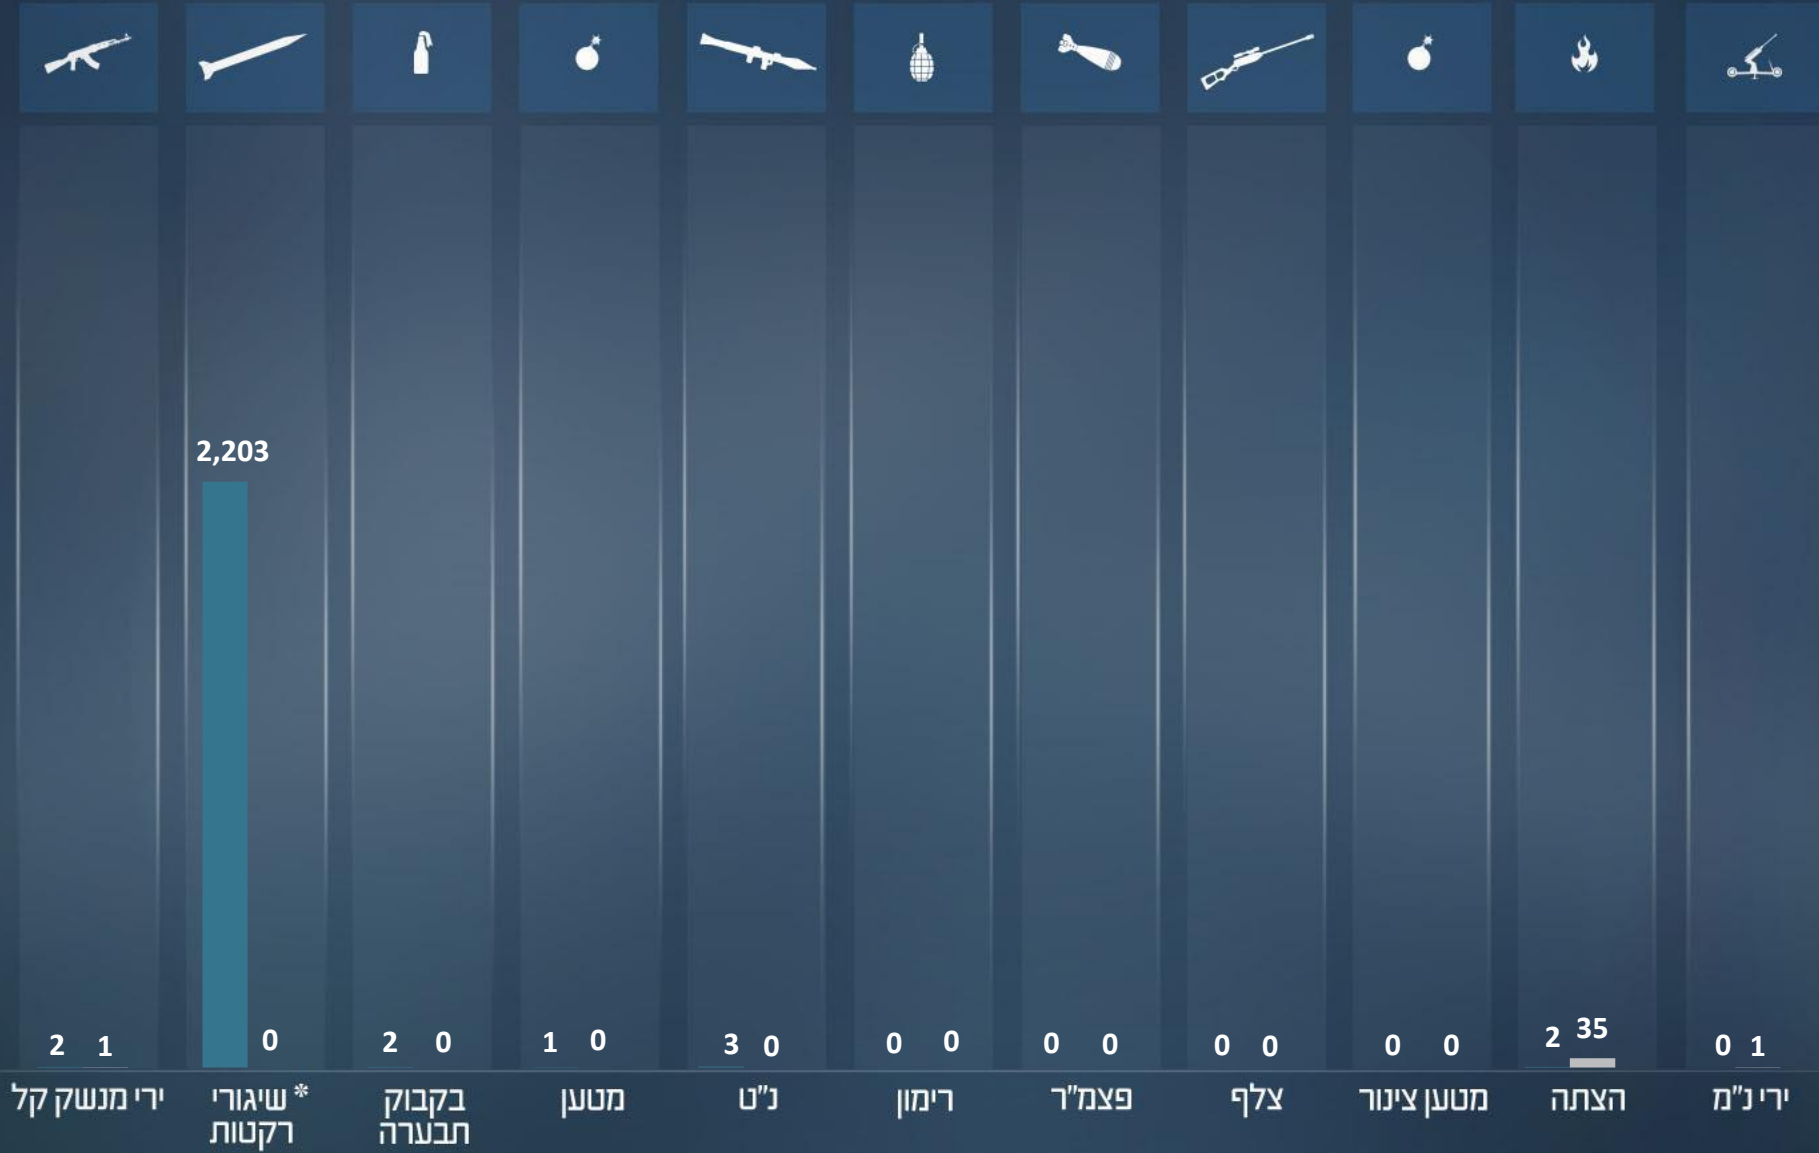 2,203
2 1
0
2 0
1 0
3 0
0 0
0 0
0 0
0 0
2 35
0 1
ירי מנשק קל
* שיגורי
רקטות
בקבוק
תבערה
מטען
נ"ט
רימון
פצמ"ר
צלף
מטען צינור
הצתה
ירי נ"מ